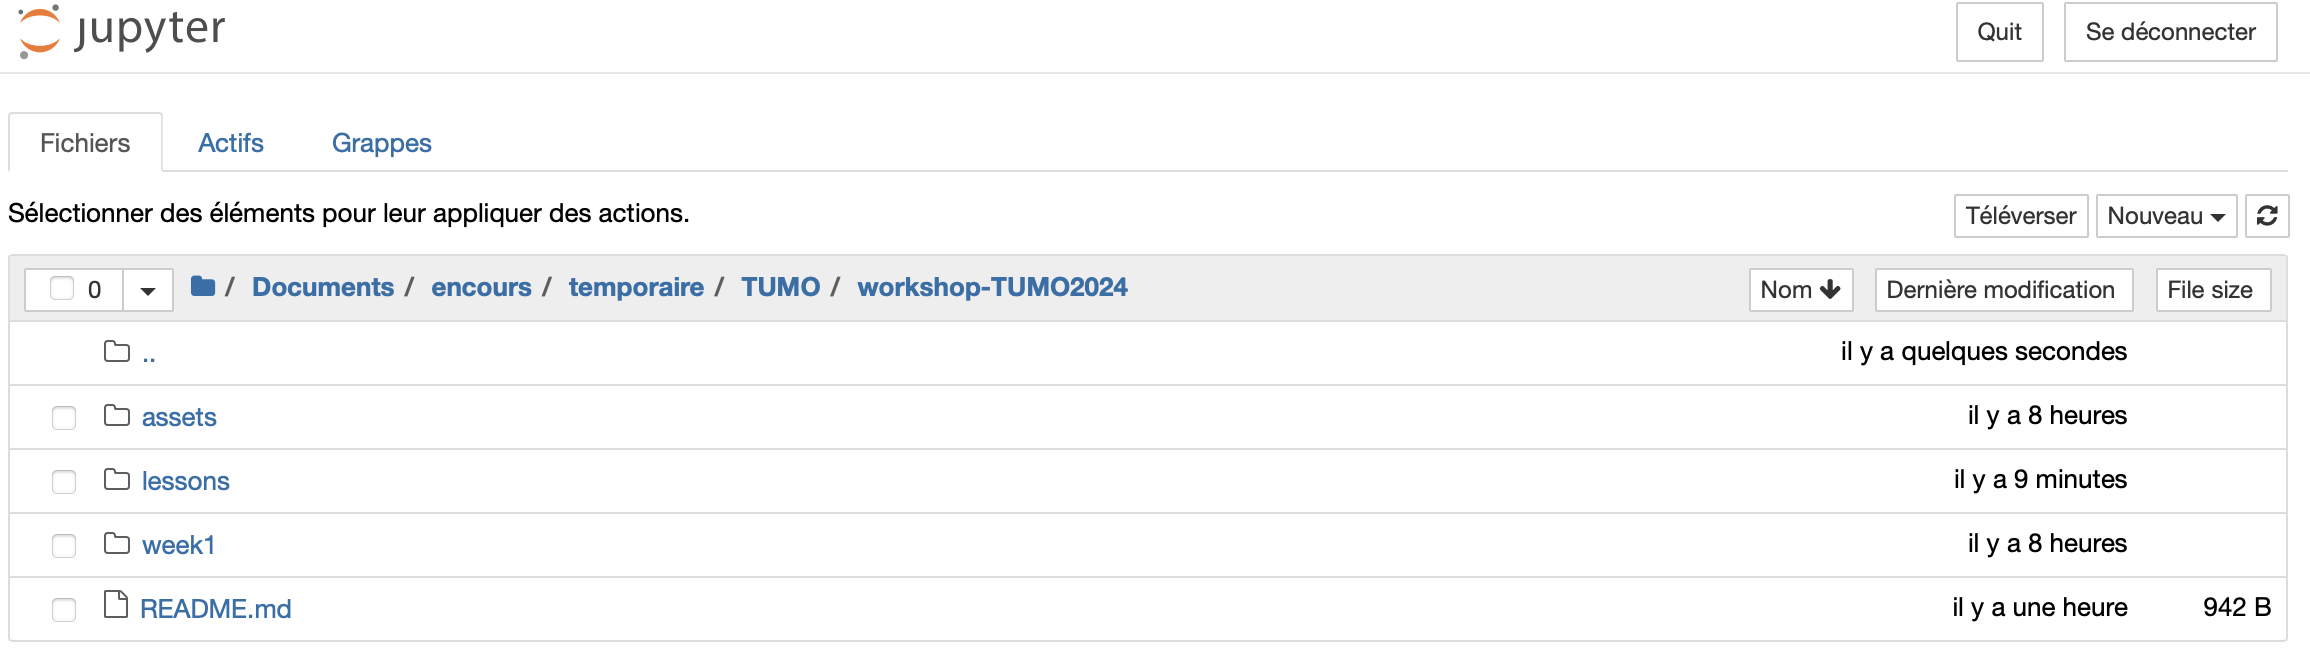 jupyter Quit Se déconnecter
Fichiers Actifs Grappes
Sélectionner des éléments pour leur appliquer des actions. Téléverser Nouveau
0 / Documents / encours / temporaire / TUMO / workshop-TUMO2024 Nom Dernière modification File size
.. il y a quelques secondes
assets il y a 8 heures
lessons il y a 9 minutes
week1 il y a 8 heures
README.md il y a une heure 942 B